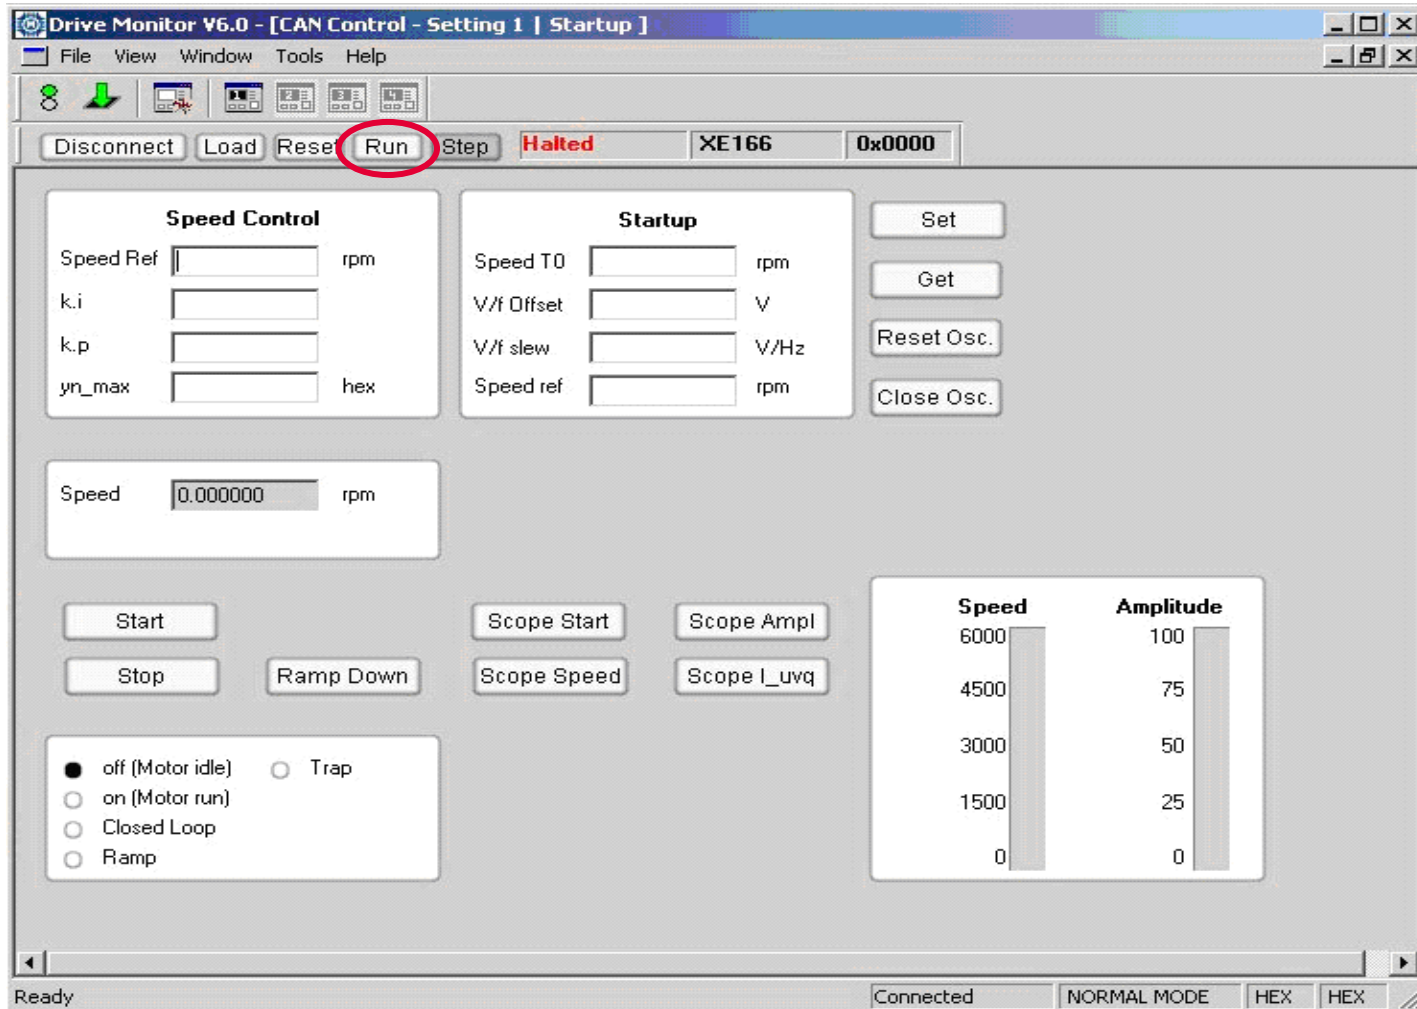 Drive Monitor V6.0 - [CAN Control - Setting 1 | Startup ]
File View Window Tools Help
Disconnect Load Reset Run Step Halted XE166 0x0000
Speed Control
Speed Ref rpm
k.i
k.p
yn_max hex
Startup
Speed T0 rpm
V/f Offset V
V/f slew V/Hz
Speed ref rpm
Set
Get
Reset Osc.
Close Osc.
Speed 0.000000 rpm
Start Scope Start Scope Ampl
Stop Ramp Down Scope Speed Scope I_uvq
off (Motor idle) Trap
on (Motor run)
Closed Loop
Ramp
Speed Amplitude
6000 100
4500 75
3000 50
1500 25
0 0
Ready Connected NORMAL MODE HEX HEX